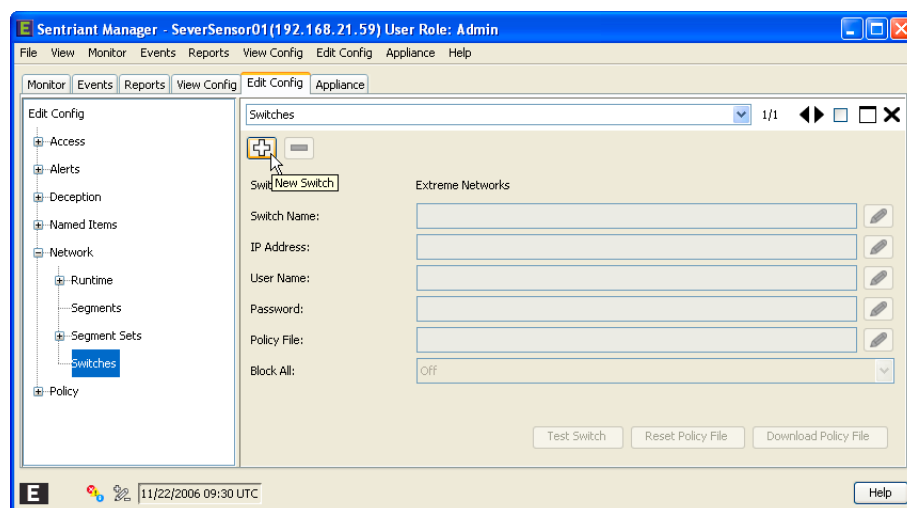 E Sentriant Manager - SeverSensor01(192.168.21.59) User Role: Admin
File View Monitor Events Reports View Config Edit Config Appliance Help
Monitor Events Reports View Config Edit Config Appliance
Edit Config
Access
Alerts
Deception
Named Items
Network
Runtime
Segments
Segment Sets
Switches
Policy
Switches 1/1
New Switch
Swit Extreme Networks
Switch Name:
IP Address:
User Name:
Password:
Policy File:
Block All: Off
Test Switch Reset Policy File Download Policy File
E 11/22/2006 09:30 UTC Help